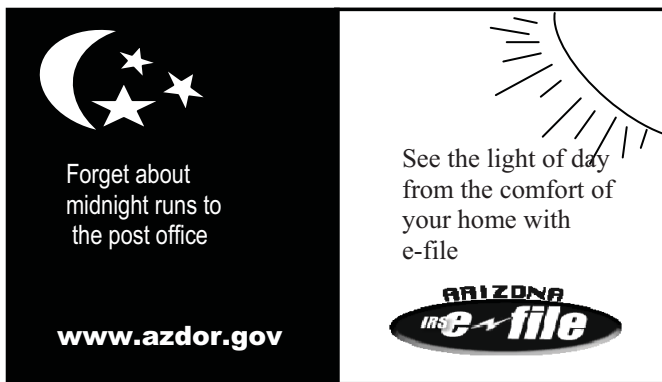 Forget about
midnight runs to
the post office
www.azdor.gov
See the light of day
from the comfort of
your home with
e-file
ARIZONA
IRS e-file